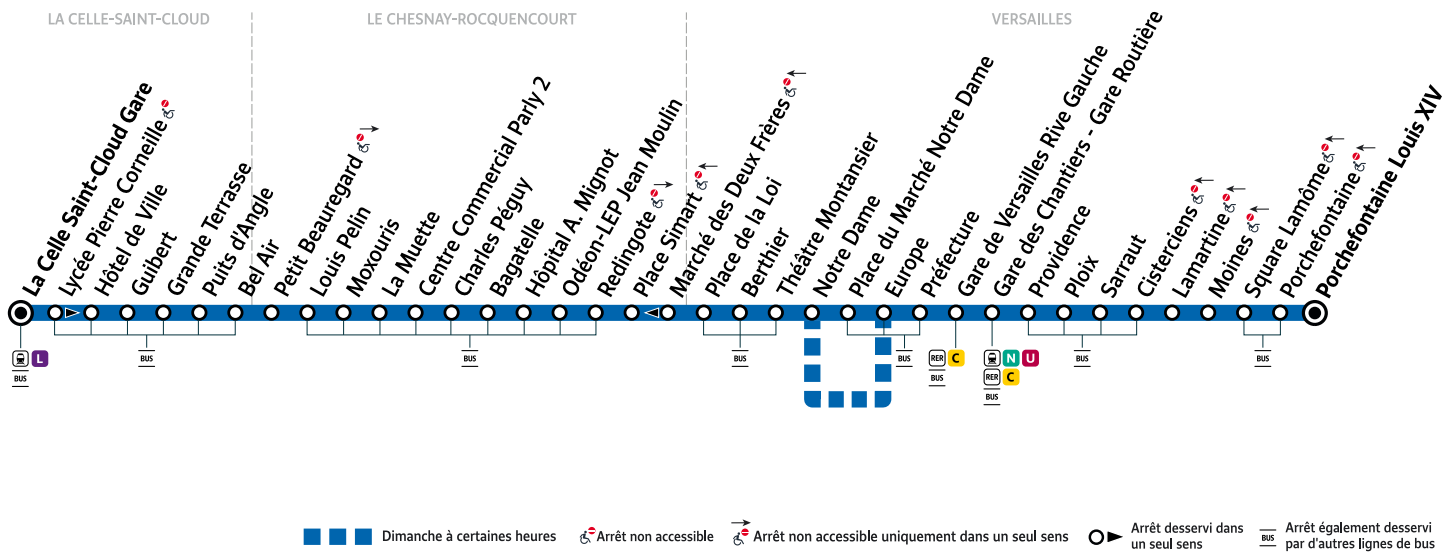 LA CELLE-SAINT-CLOUD
LE CHESNAY-ROCQUENCOURT
VERSAILLES
La Celle Saint-Cloud Gare
Lycée Pierre Corneille
Hôtel de Ville
Guibert
Grande Terrasse
Puits d'Angle
Bel Air
Petit Beauregard
Louis Pelin
Moxouris
La Muette
Centre Commercial Parly 2
Charles Péguy
Bagatelle
Hôpital A. Mignot
Odéon-LEP Jean Moulin
Redingote
Place Simart
Marché des Deux Frères
Place de la Loi
Berthier
Théâtre Montansier
Notre Dame
Place du Marché Notre Dame
Europe
Préfecture
Gare de Versailles Rive Gauche
Gare des Chantiers - Gare Routière
Providence
Ploix
Sarraut
Cisterciens
Lamartine
Moines
Square Lamôme
Porchefontaine
Porchefontaine Louis XIV
L
BUS
BUS
BUS
BUS
BUS
RER C
BUS
N U
RER C
BUS
BUS
BUS
Dimanche à certaines heures
Arrêt non accessible
Arrêt non accessible uniquement dans un seul sens
Arrêt desservi dans
un seul sens
BUS
Arrêt également desservi
par d'autres lignes de bus